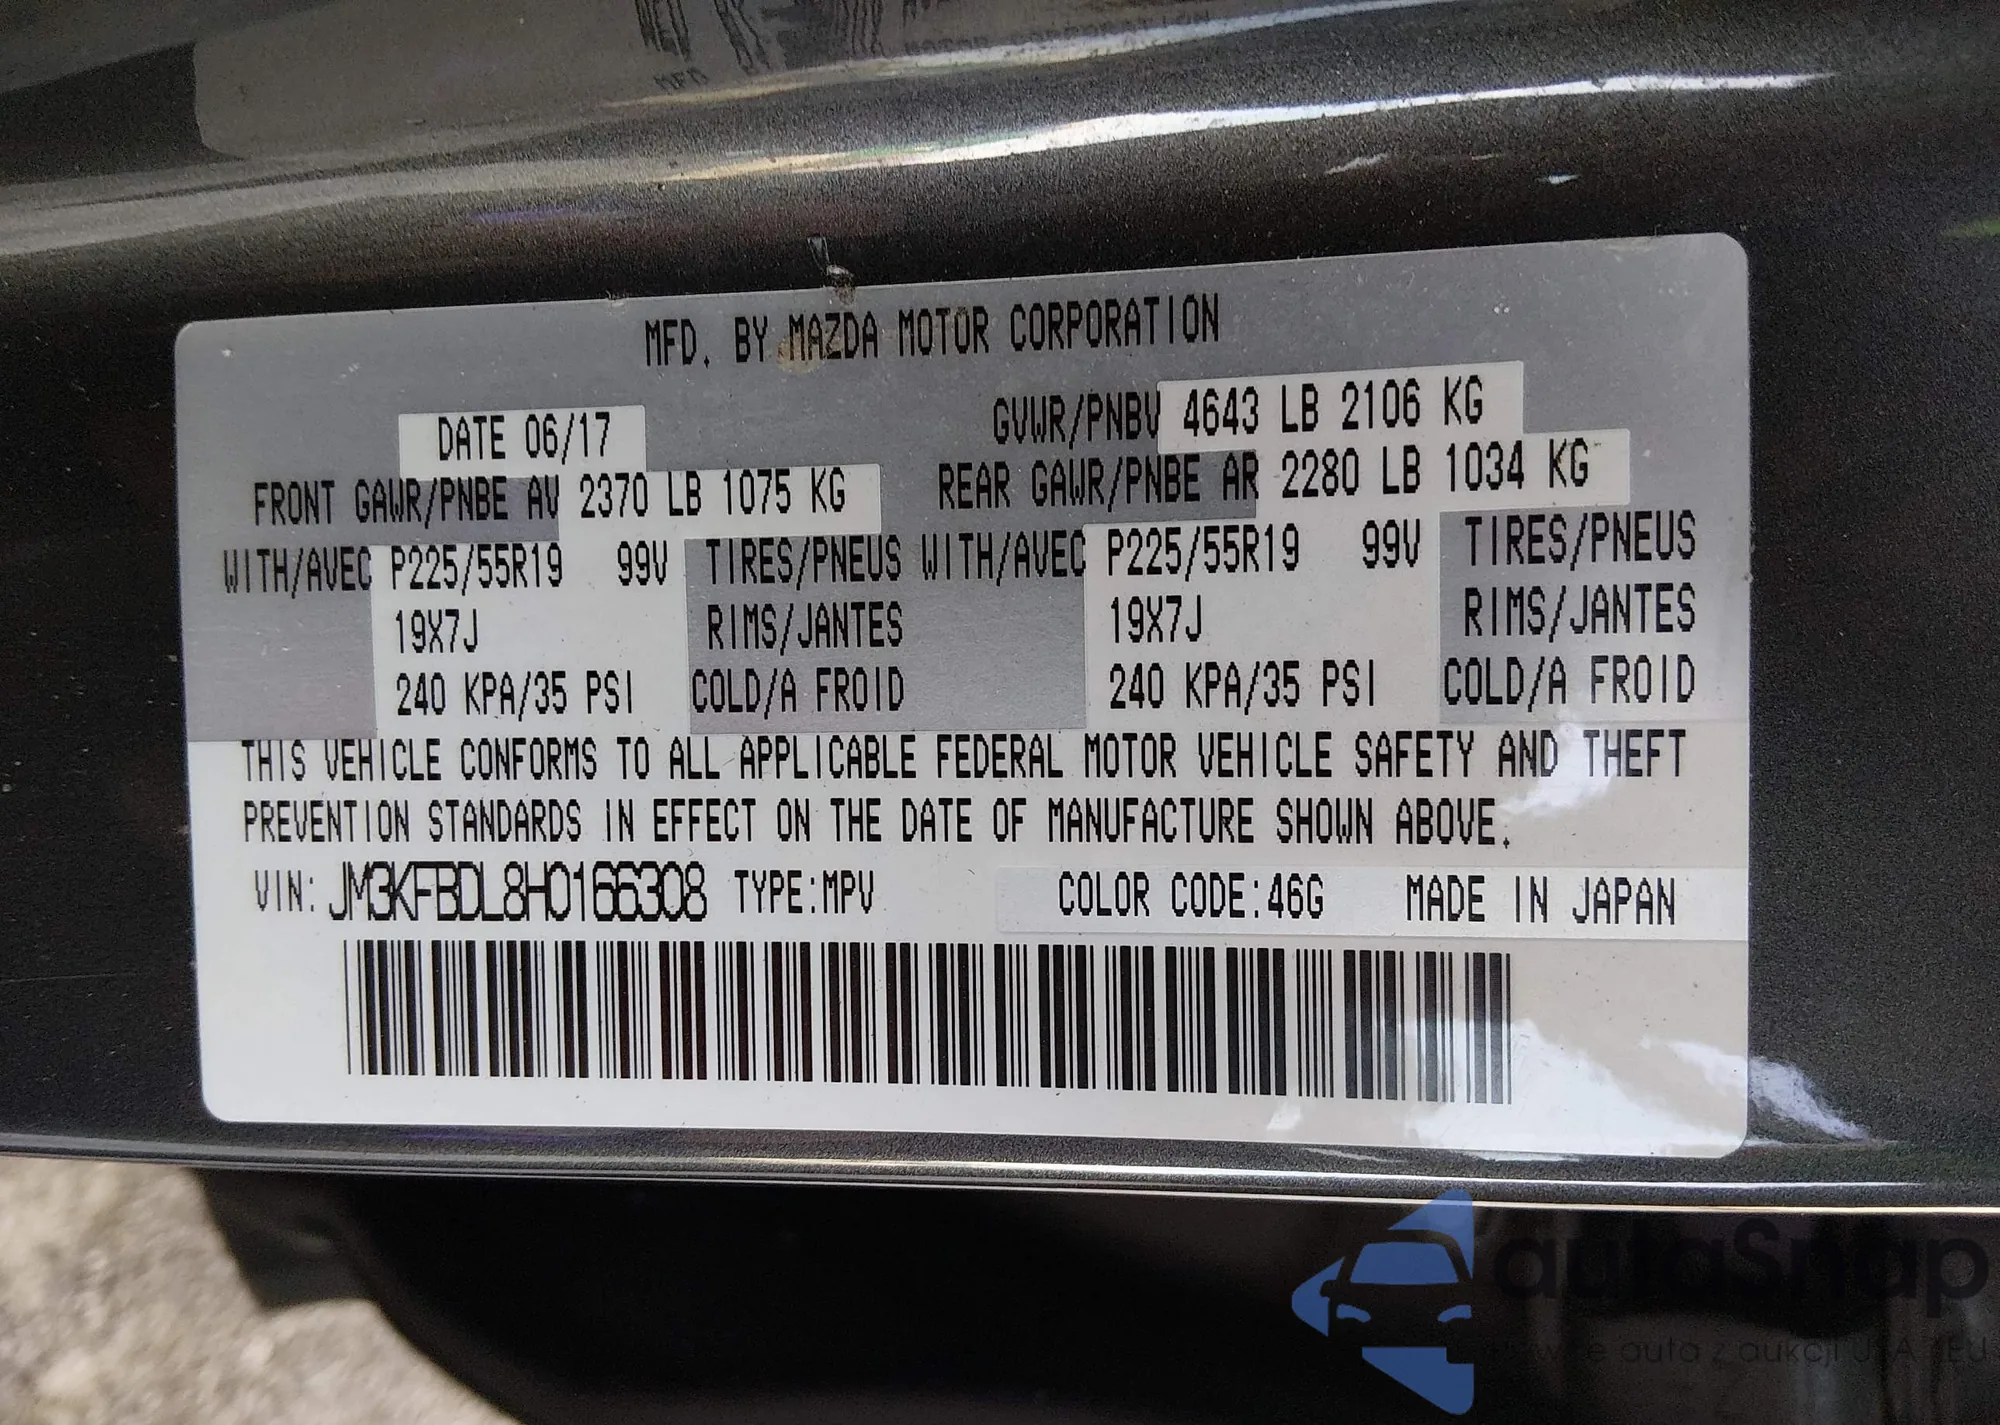 MFD. BY MAZDA MOTOR CORPORATION
DATE 06/17 GVWR/PNBV 4643 LB 2106 KG
FRONT GAWR/PNBE AV 2370 LB 1075 KG REAR GAWR/PNBE AR 2280 LB 1034 KG
WITH/AVEC P225/55R19 99V TIRES/PNEUS WITH/AVEC P225/55R19 99V TIRES/PNEUS
19X7J RIMS/JANTES 19X7J RIMS/JANTES
240 KPA/35 PSI COLD/A FROID 240 KPA/35 PSI COLD/A FROID
THIS VEHICLE CONFORMS TO ALL APPLICABLE FEDERAL MOTOR VEHICLE SAFETY AND THEFT
PREVENTION STANDARDS IN EFFECT ON THE DATE OF MANUFACTURE SHOWN ABOVE.
VIN: JM3KFBDL8H0166308 TYPE:MPV COLOR CODE:46G MADE IN JAPAN
autaSnap
auta z aukcji USA